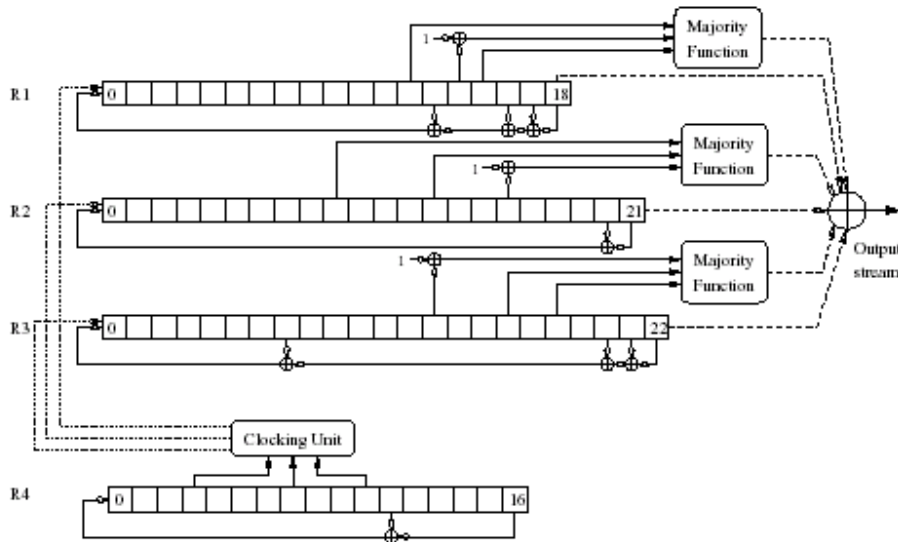 Majority
Function
1
R1
0
18
Majority
Function
1
R2
0
21
Output
stream
Majority
Function
1
R3
0
22
Clocking Unit
R4
0
16